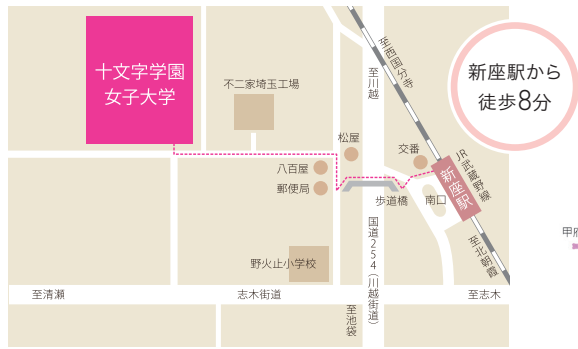 十文字学園
女子大学
不二家埼玉工場
至川越
至西国分寺
新座駅から
徒歩8分
松屋
交番
JR武蔵野線
八百屋
郵便局
新座駅
歩道橋
南口
国道254(川越街道)
野火止小学校
至北朝霞
甲府
至清瀬
志木街道
至池袋
至志木